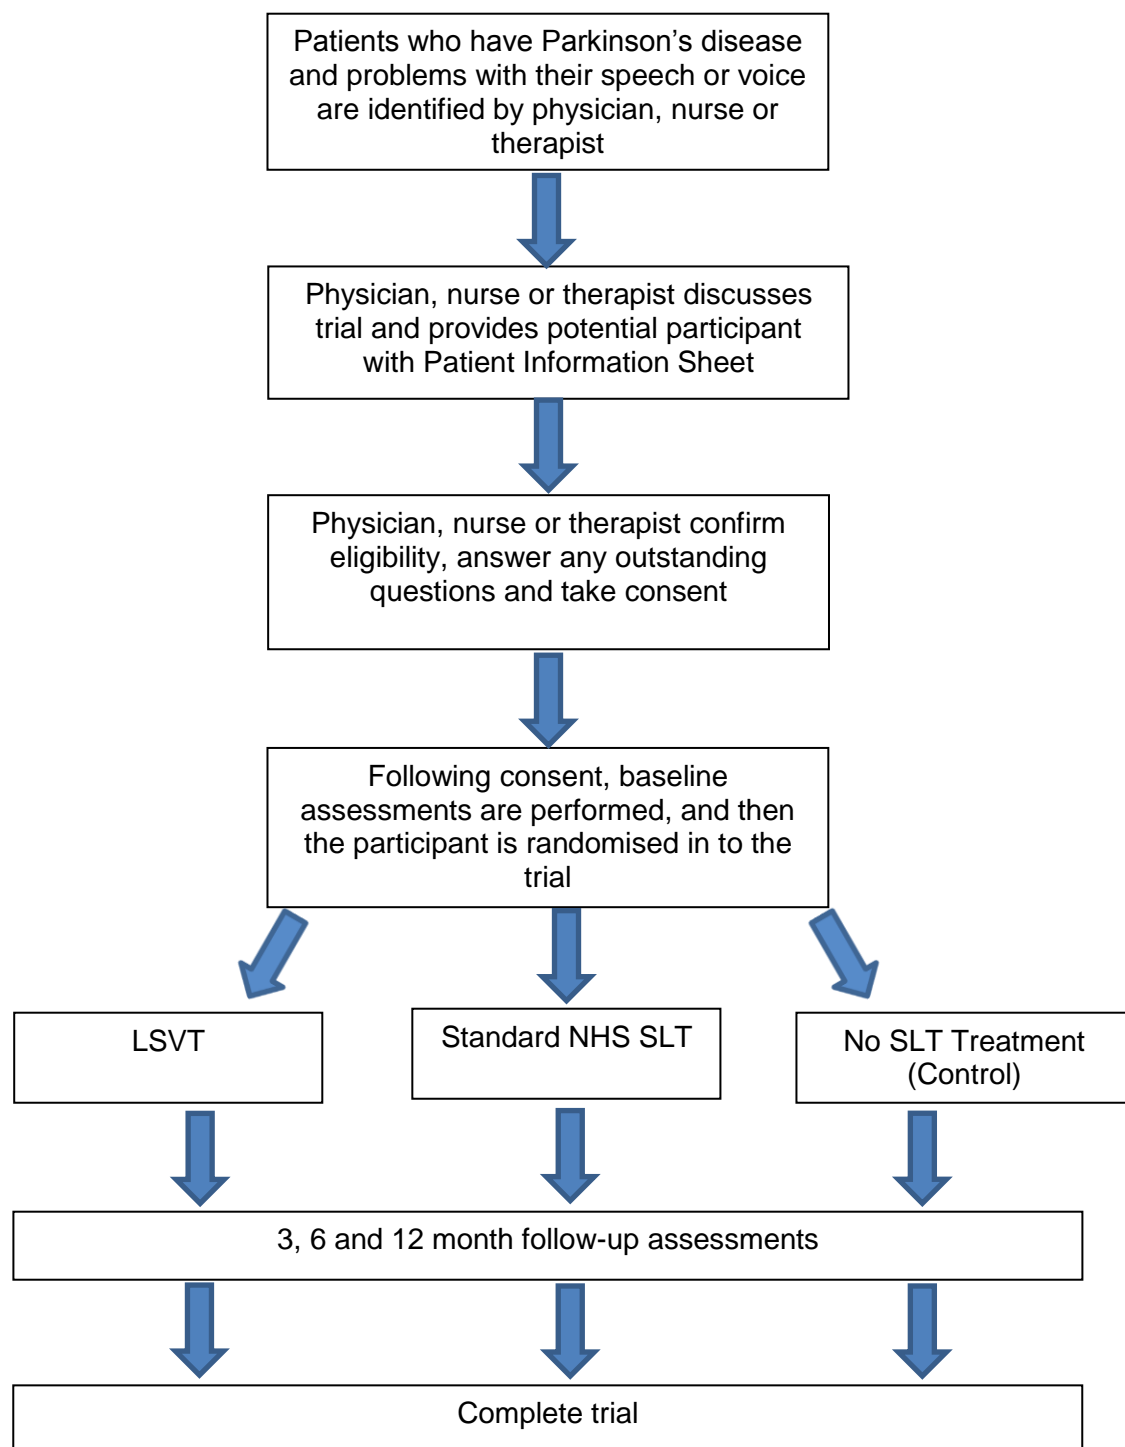 Patients who have Parkinson’s disease
and problems with their speech or voice
are identified by physician, nurse or
therapist
Physician, nurse or therapist discusses
trial and provides potential participant
with Patient Information Sheet
Physician, nurse or therapist confirm
eligibility, answer any outstanding
questions and take consent
Following consent, baseline
assessments are performed, and then
the participant is randomised in to the
trial
LSVT
Standard NHS SLT
No SLT Treatment
(Control)
3, 6 and 12 month follow-up assessments
Complete trial